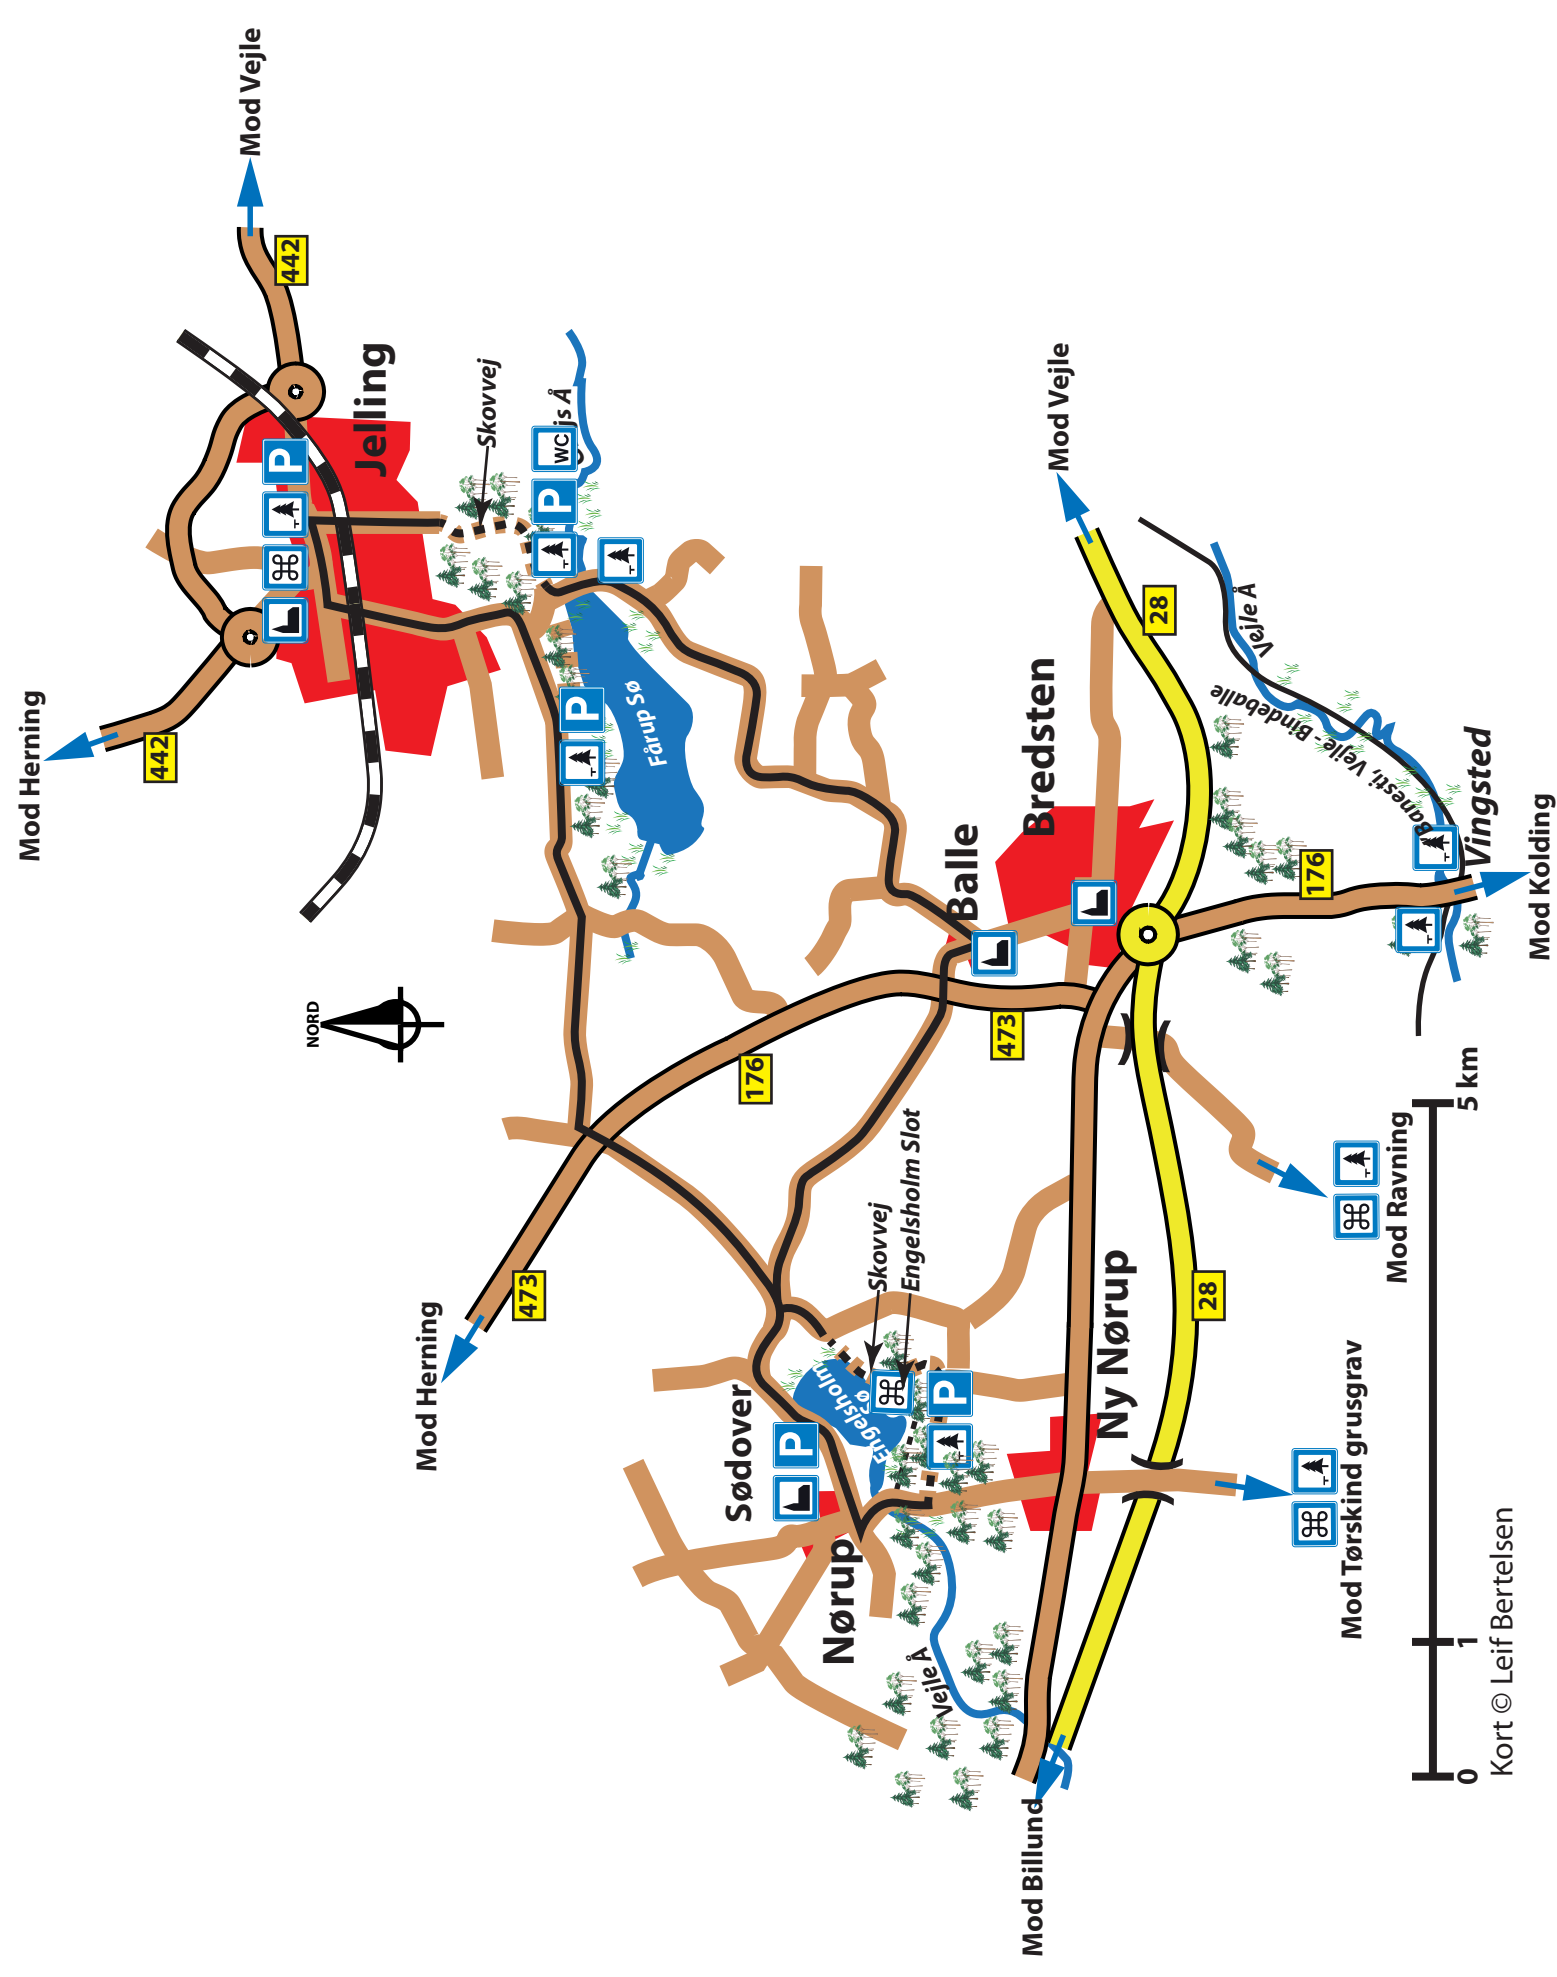 Mod Herning
442
Mod Vejle
442
P
NORD
Jelling
Mod Herning
Skovvej
473
P
WC
js Å
P
Fårup Sø
Sødover
176
P
Engelsholm
Sø
Nørup
Skovvej
Engelsholm Slot
Vejle Å
P
Balle
473
Mod Billund
Bredsten
Mod Vejle
Ny Nørup
28
28
Vejle Å
Banesti, Vejle - Bindeballe
176
Mod Tørskind grusgrav
Mod Ravning
0 1 5 km
Vingsted
Kort © Leif Bertelsen
Mod Kolding